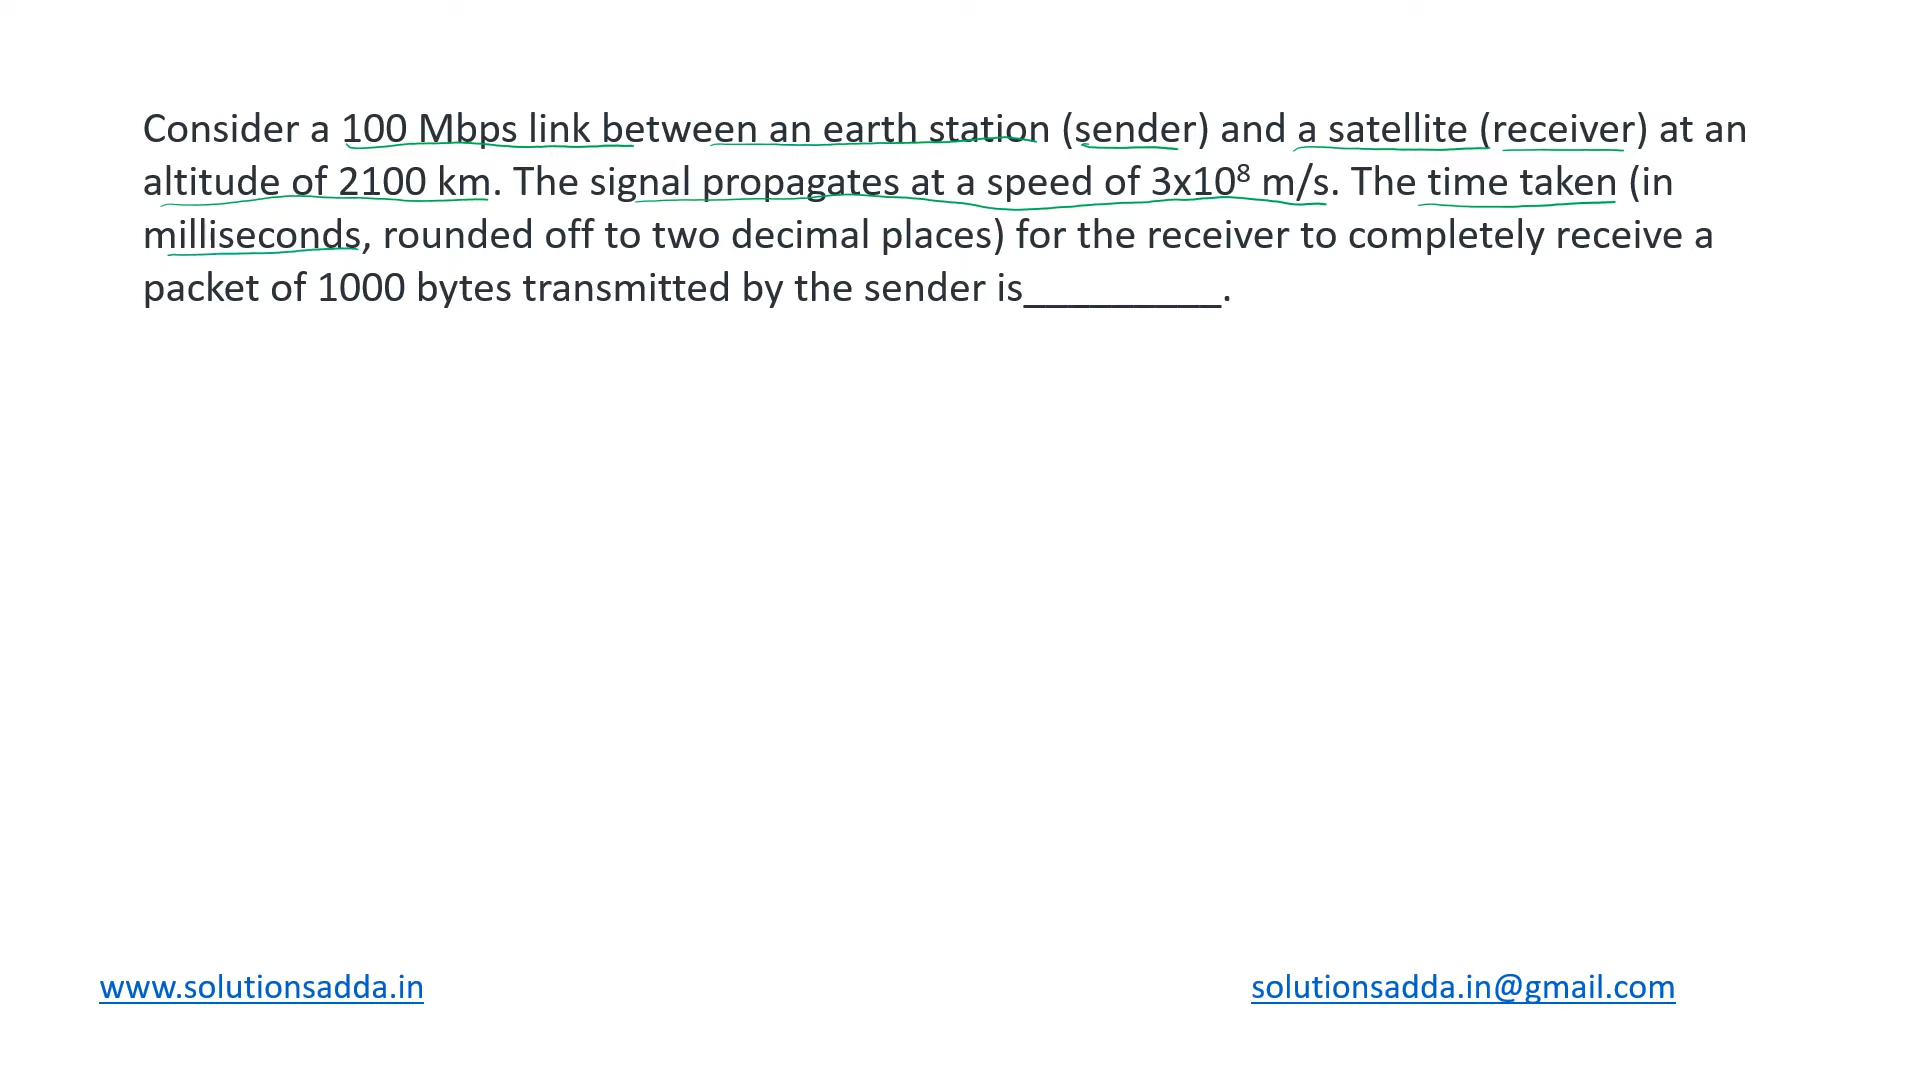 Consider a 100 Mbps link between an earth station (sender) and a satellite (receiver) at an
altitude of 2100 km. The signal propagates at a speed of 3x10⁸ m/s. The time taken (in
milliseconds, rounded off to two decimal places) for the receiver to completely receive a
packet of 1000 bytes transmitted by the sender is_________.
www.solutionsadda.in
solutionsadda.in@gmail.com